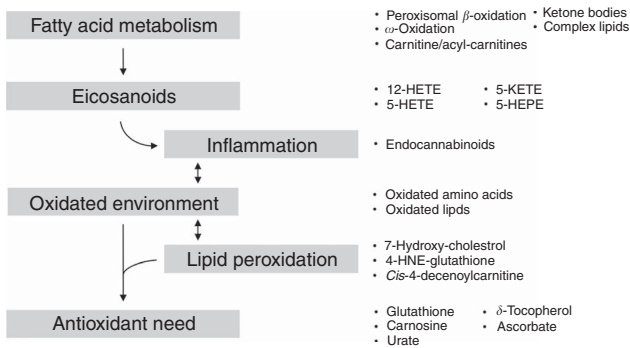 Fatty acid metabolism
• Peroxisomal β-oxidation
• ω-Oxidation
• Carnitine/acyl-carnitines
• Ketone bodies
• Complex lipids
Eicosanoids
• 12-HETE
• 5-HETE
• 5-KETE
• 5-HEPE
Inflammation
• Endocannabinoids
Oxidated environment
• Oxidated amino acids
• Oxidated lipds
Lipid peroxidation
• 7-Hydroxy-cholestrol
• 4-HNE-glutathione
• Cis-4-decenoylcarnitine
Antioxidant need
• Glutathione
• Carnosine
• Urate
• δ-Tocopherol
• Ascorbate